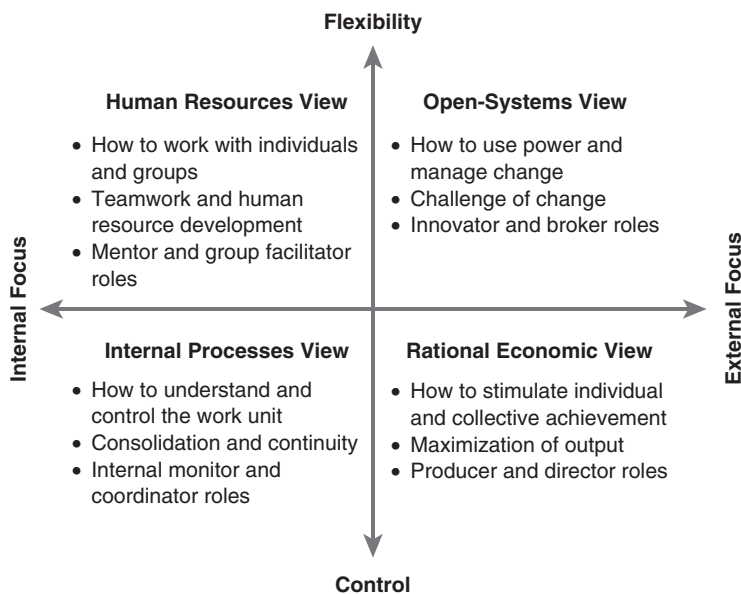 Flexibility
Human Resources View
• How to work with individuals
and groups
• Teamwork and human
resource development
• Mentor and group facilitator
roles
Open-Systems View
• How to use power and
manage change
• Challenge of change
• Innovator and broker roles
Internal Focus
External Focus
Internal Processes View
• How to understand and
control the work unit
• Consolidation and continuity
• Internal monitor and
coordinator roles
Rational Economic View
• How to stimulate individual
and collective achievement
• Maximization of output
• Producer and director roles
Control